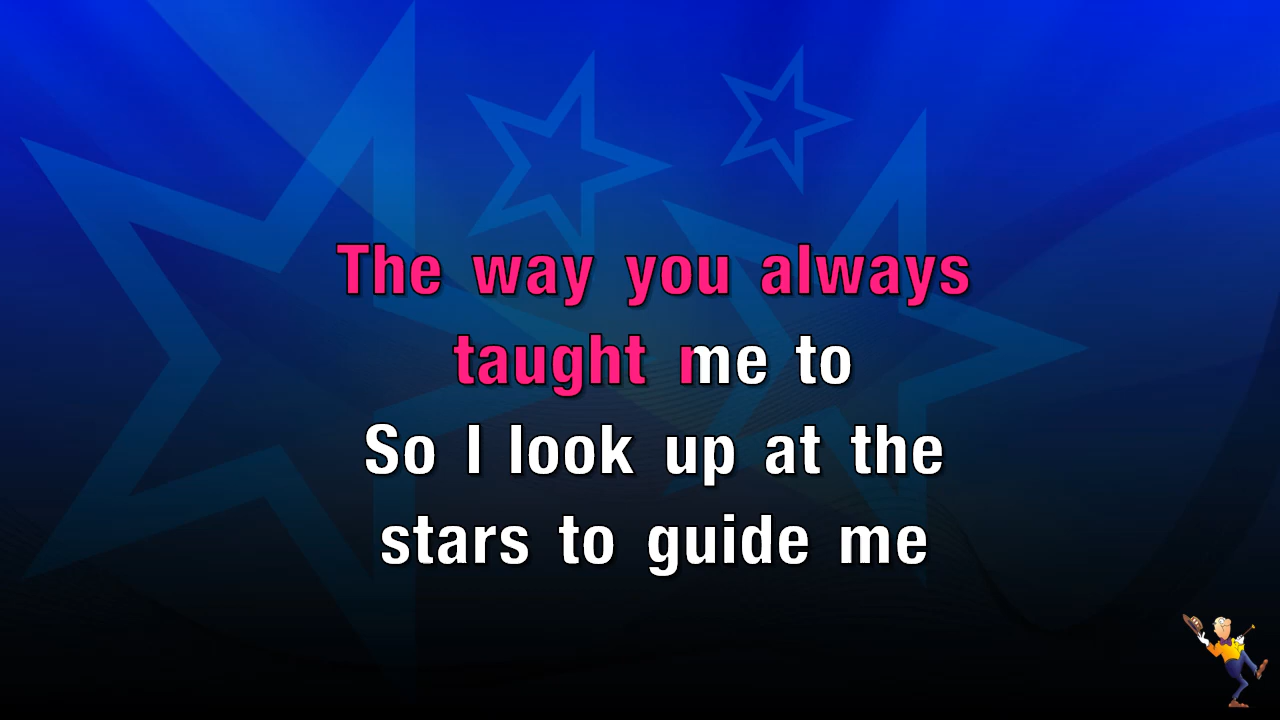 The way you always
taught me to
So I look up at the
stars to guide me